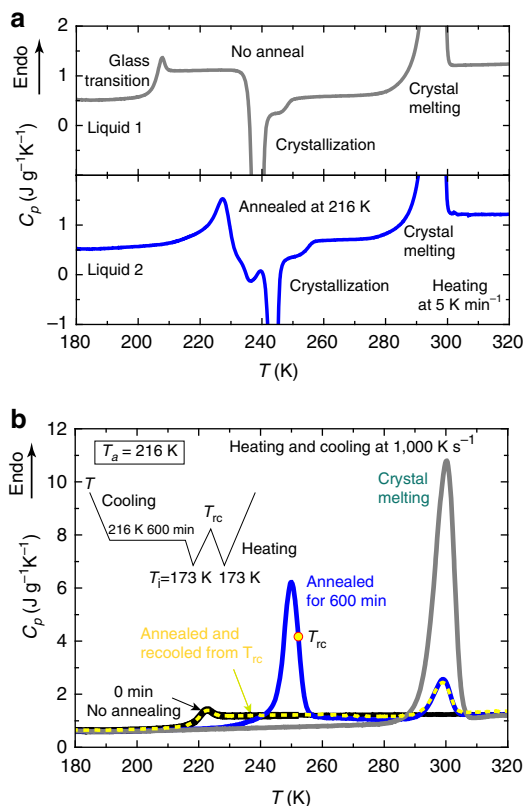 a
2
1
0
Endo
Cp (J g−1K−1)
Glass
transition
No anneal
Crystal
melting
Liquid 1
Crystallization
1
0
−1
Annealed at 216 K
Liquid 2
Crystal
melting
Crystallization
Heating
at 5 K min−1
180 200 220 240 260 280 300 320
T (K)
b
12
10
8
6
4
2
0
Endo
Cp (J g−1K−1)
Ta = 216 K
Heating and cooling at 1,000 K s−1
T
Cooling
Trc
216 K 600 min
Heating
Ti=173 K 173 K
Crystal
melting
Annealed
for 600 min
Trc
Annealed and
recooled from Trc
0 min
No annealing
180 200 220 240 260 280 300 320
T (K)